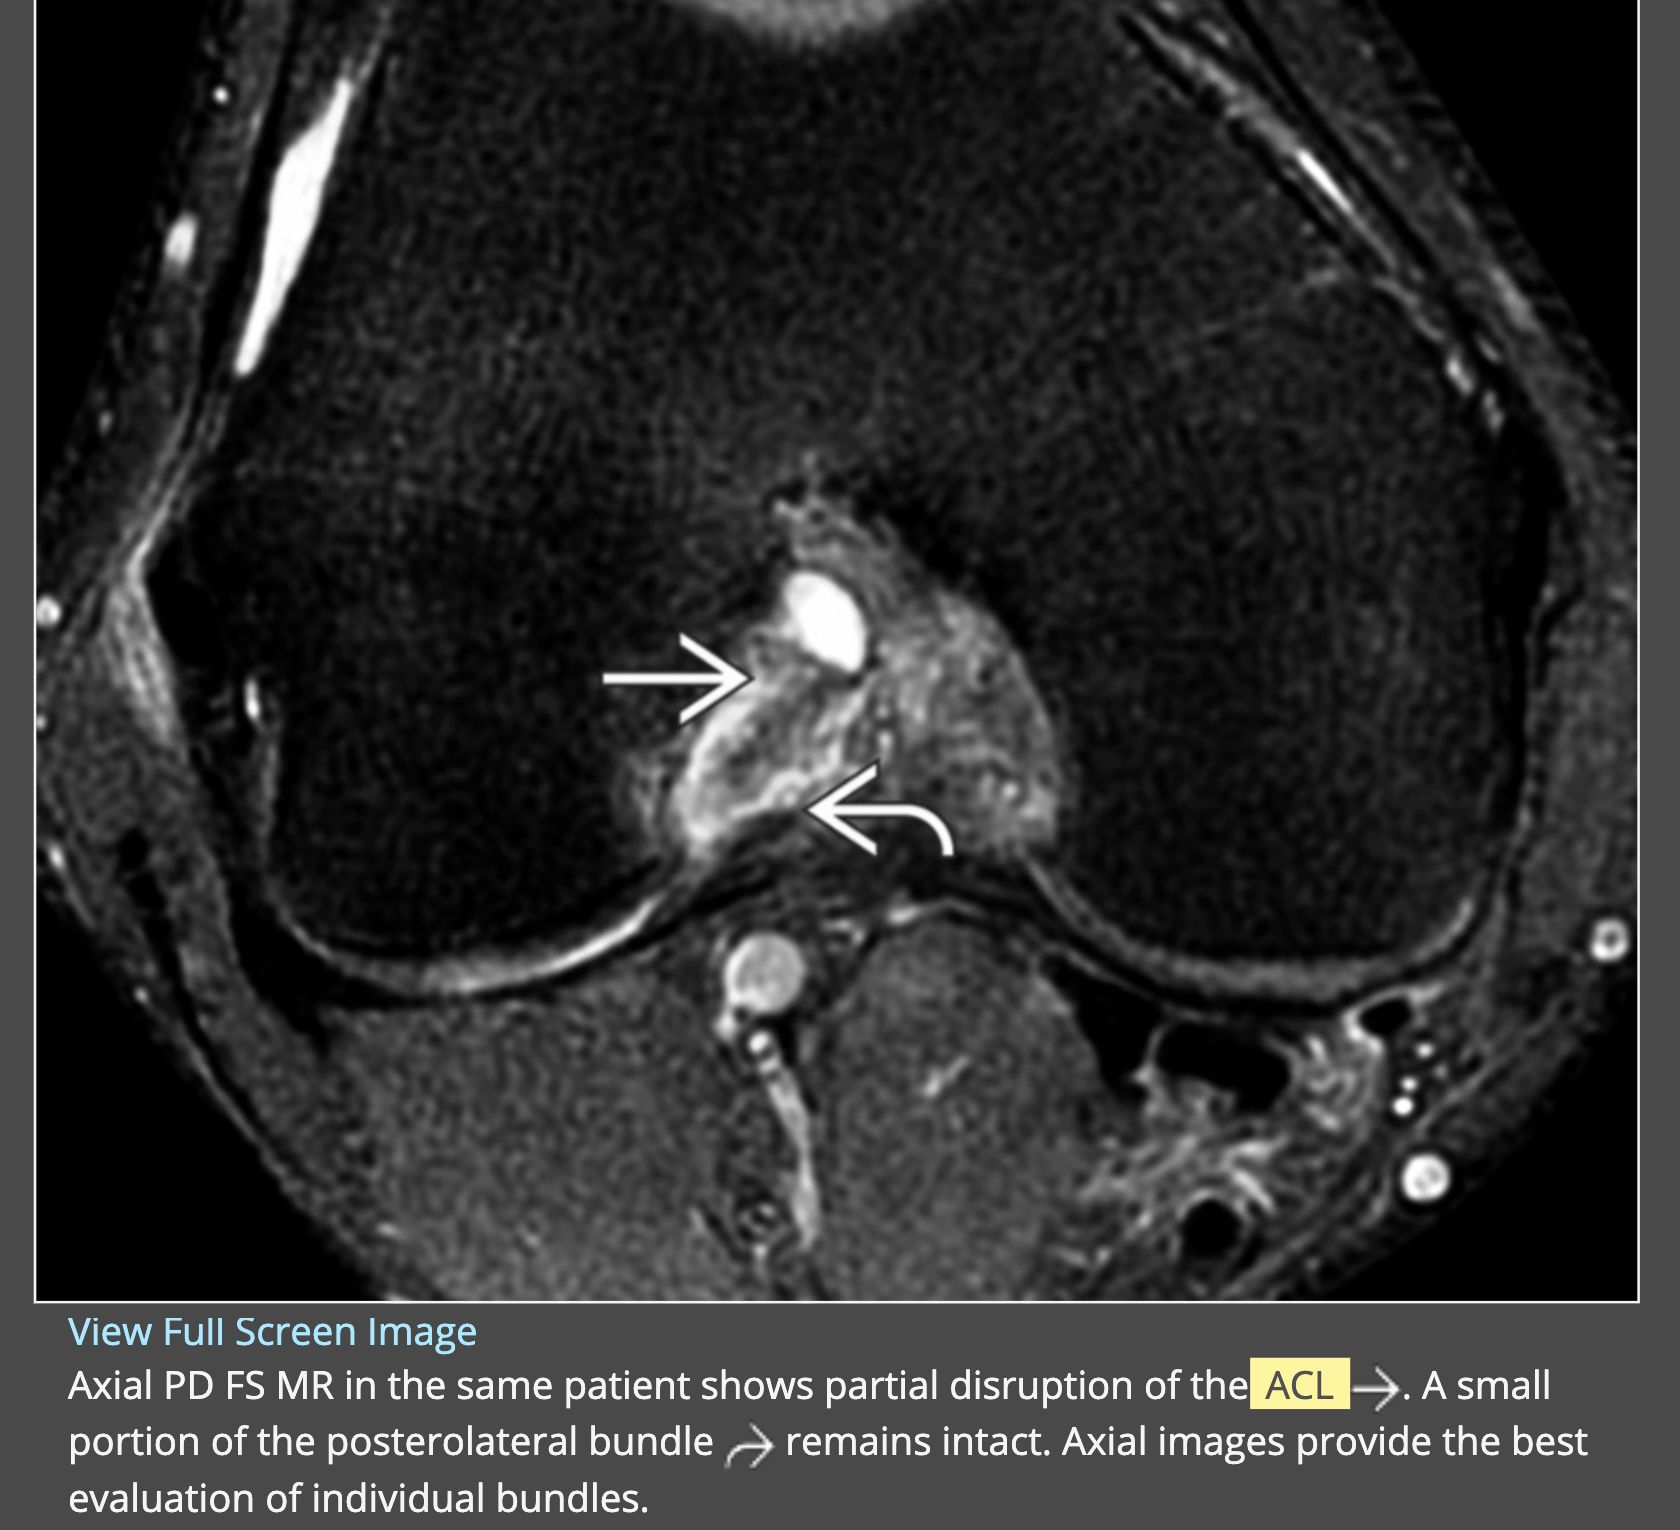 View Full Screen Image
Axial PD FS MR in the same patient shows partial disruption of the ACL →. A small
portion of the posterolateral bundle ↷ remains intact. Axial images provide the best
evaluation of individual bundles.